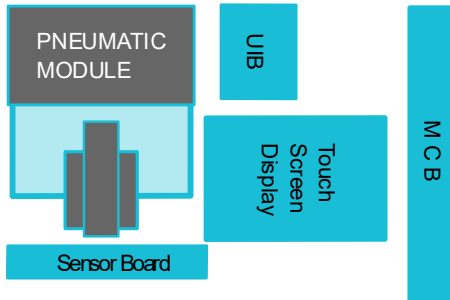 PNEUMATIC
MODULE
UIB
Touch
Screen
Display
M C B
Sensor Board